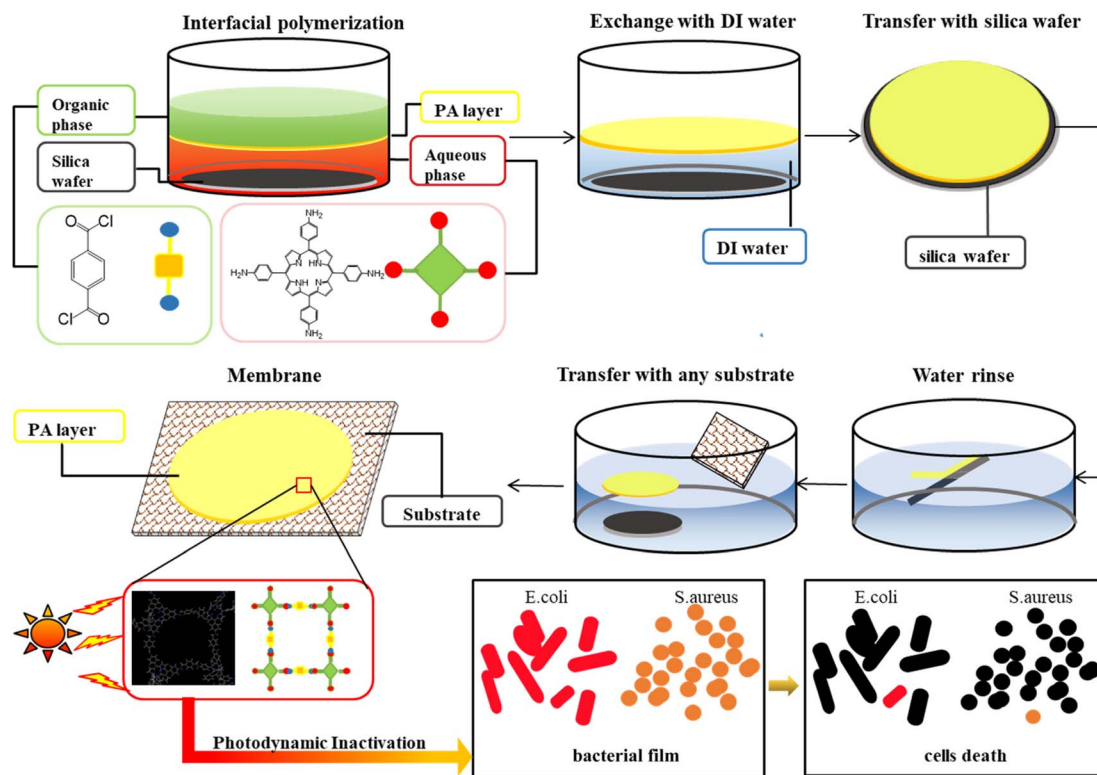 Interfacial polymerization
Exchange with DI water
Transfer with silica wafer
Organic
phase
PA layer
Silica
wafer
Aqueous
phase
DI water
silica wafer
O
Cl
Cl
O
NH2
H2N
N
HN
NH
N
NH2
NH2
Membrane
Transfer with any substrate
Water rinse
PA layer
Substrate
E.coli
S.aureus
E.coli
S.aureus
Photodynamic Inactivation
bacterial film
cells death